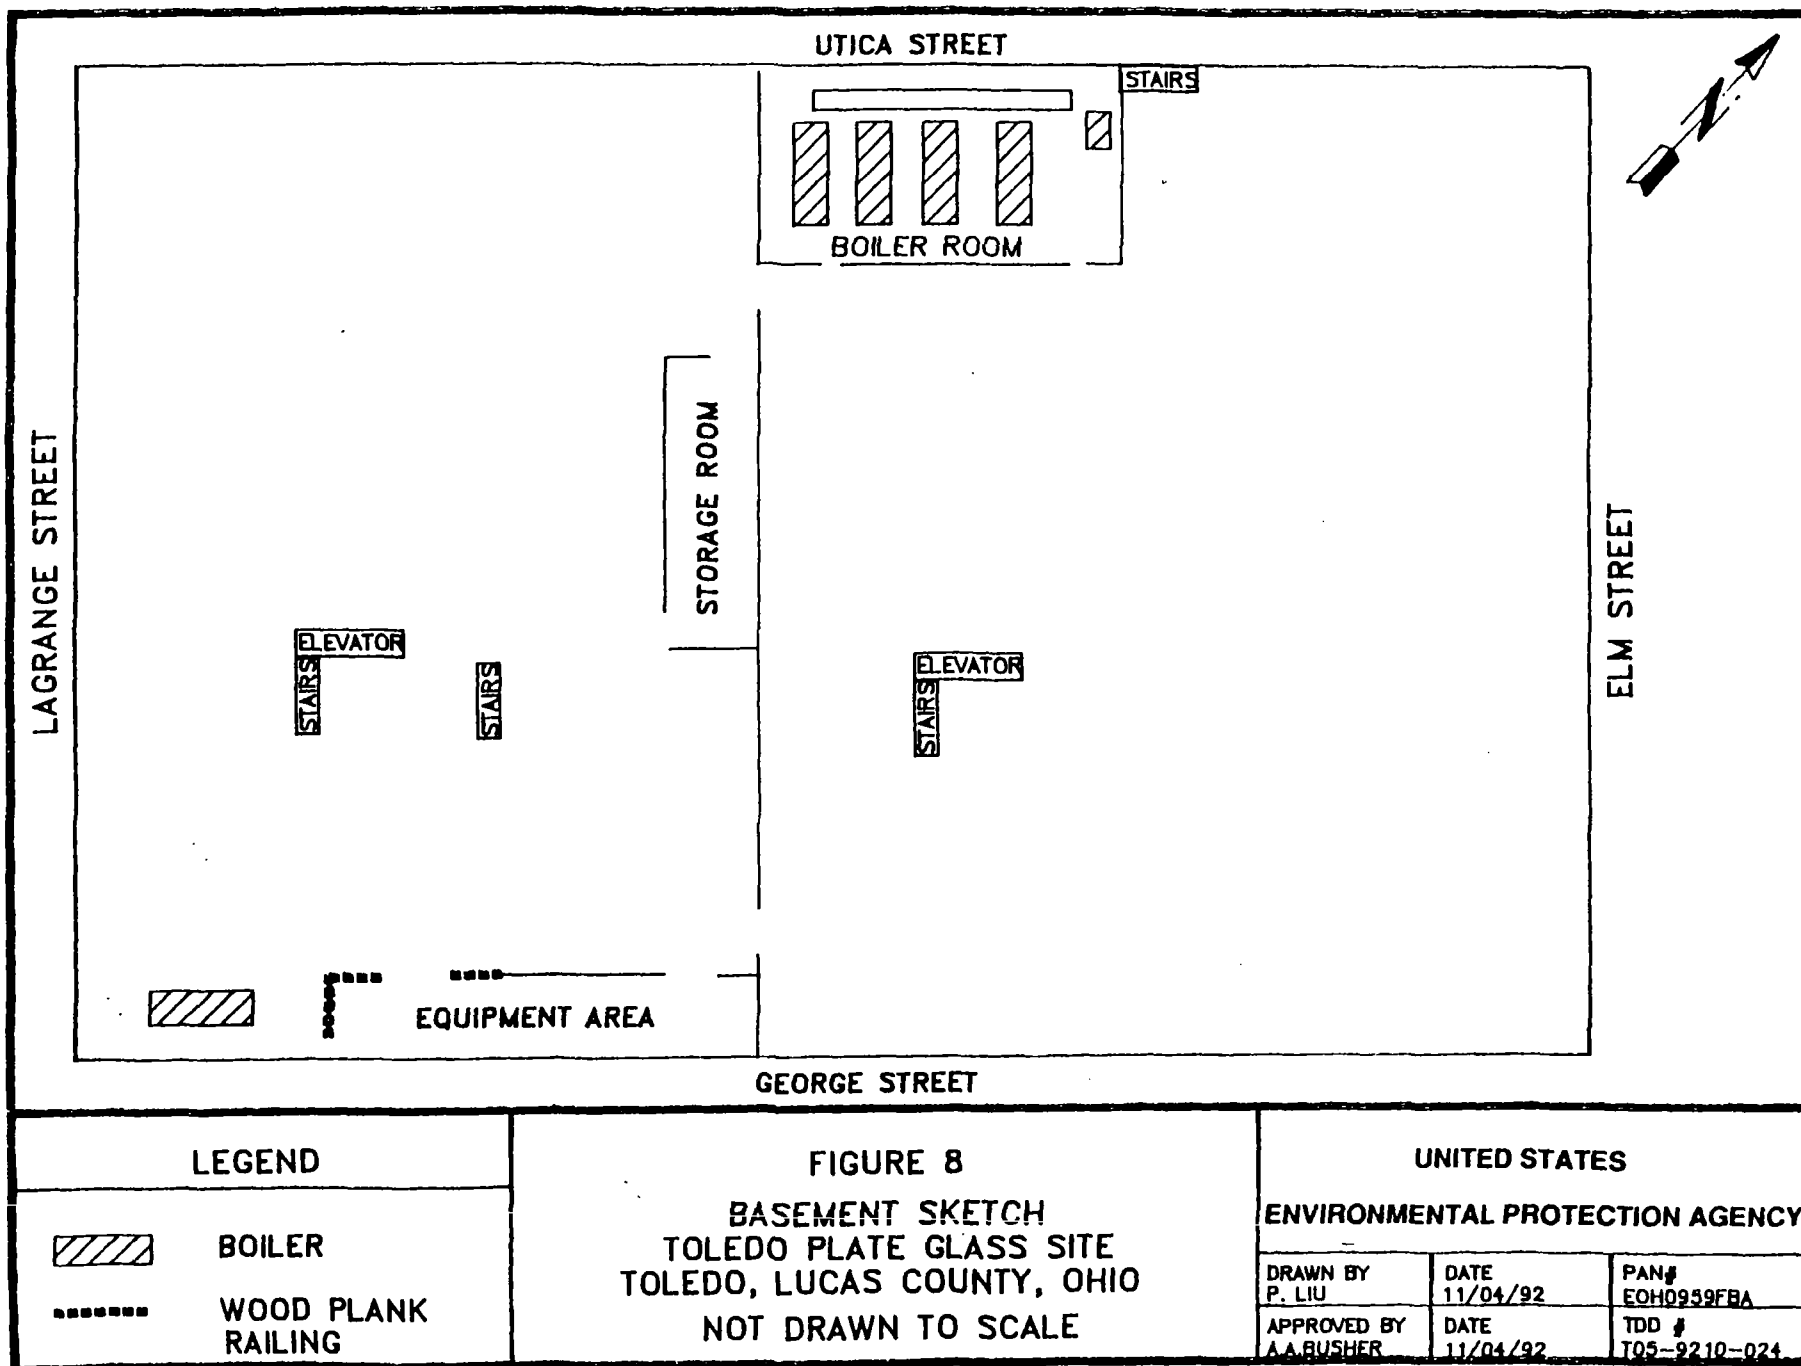 UTICA STREET
STAIRS
N
BOILER ROOM
STORAGE ROOM
LAGRANGE STREET
ELM STREET
ELEVATOR
STAIRS
STAIRS
ELEVATOR
STAIRS
EQUIPMENT AREA
GEORGE STREET
LEGEND
BOILER
WOOD PLANK
RAILING
FIGURE 8
BASEMENT SKETCH
TOLEDO PLATE GLASS SITE
TOLEDO, LUCAS COUNTY, OHIO
NOT DRAWN TO SCALE
UNITED STATES
ENVIRONMENTAL PROTECTION AGENCY
DRAWN BY
P. LIU
DATE
11/04/92
PAN#
EOH0959FBA
APPROVED BY
A.A.BUSHER
DATE
11/04/92
TDD #
T05-9210-024